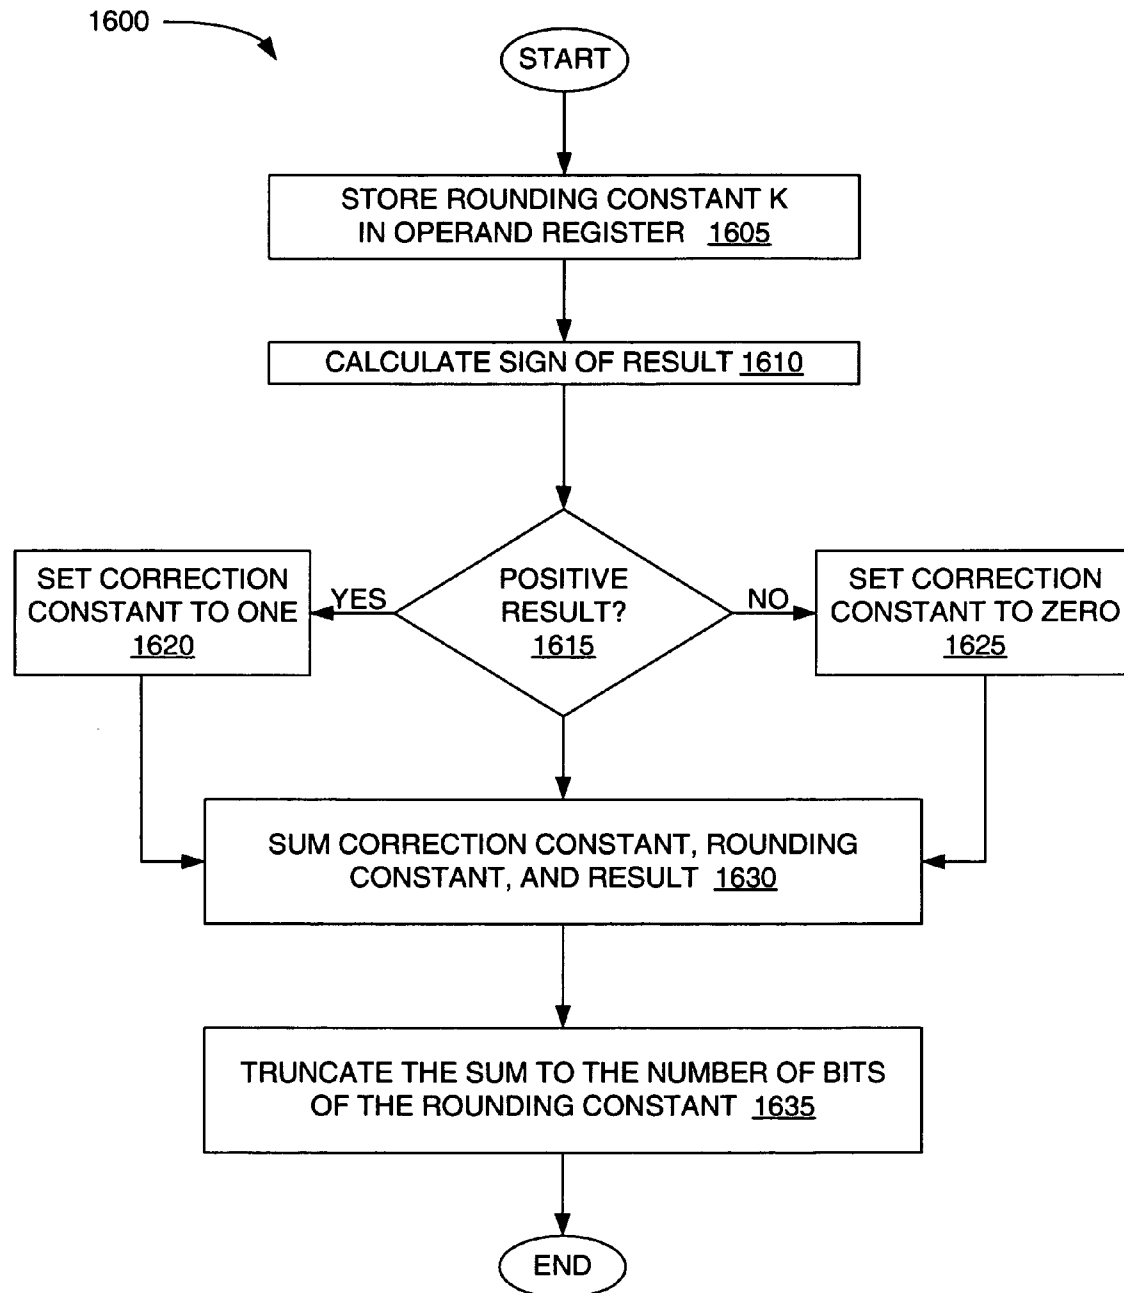 1600
START
STORE ROUNDING CONSTANT K
IN OPERAND REGISTER 1605
CALCULATE SIGN OF RESULT 1610
POSITIVE
RESULT?
1615
YES
NO
SET CORRECTION
CONSTANT TO ONE
1620
SET CORRECTION
CONSTANT TO ZERO
1625
SUM CORRECTION CONSTANT, ROUNDING
CONSTANT, AND RESULT 1630
TRUNCATE THE SUM TO THE NUMBER OF BITS
OF THE ROUNDING CONSTANT 1635
END